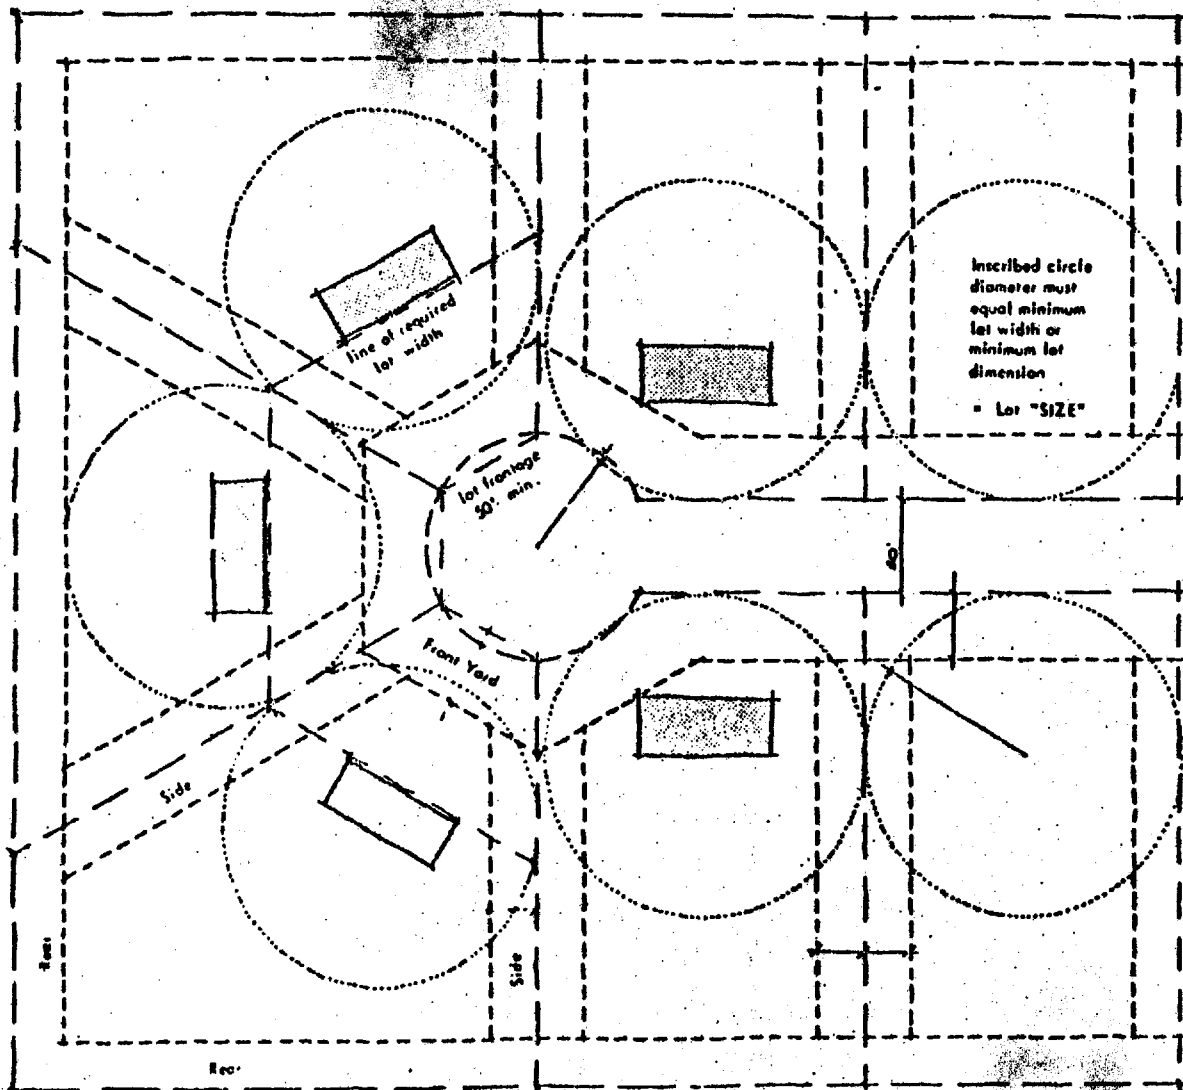 Inscribed circle
diameter must
equal minimum
lot width or
minimum lot
dimension
= Lot "SIZE"
line of required
lot width
lot frontage
50'. min.
40'
Front Yard
Side
Rear
Side
Rear